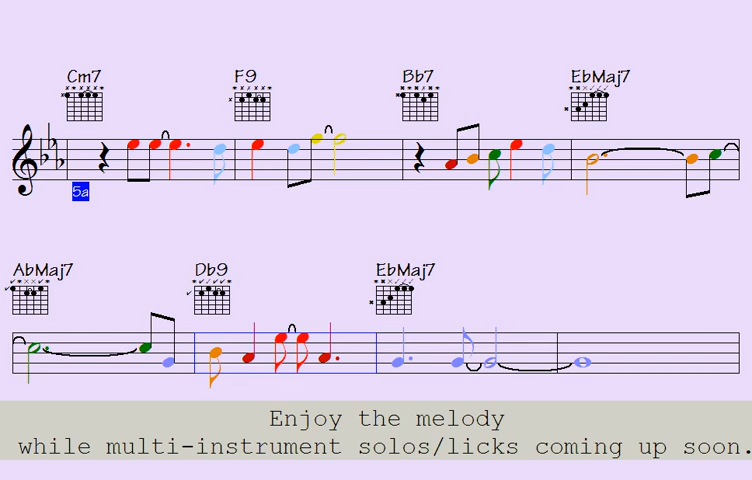 Cm7 F9 Bb7 EbMaj7
5a
AbMaj7 Db9 EbMaj7
Enjoy the melody
while multi-instrument solos/licks coming up soon.